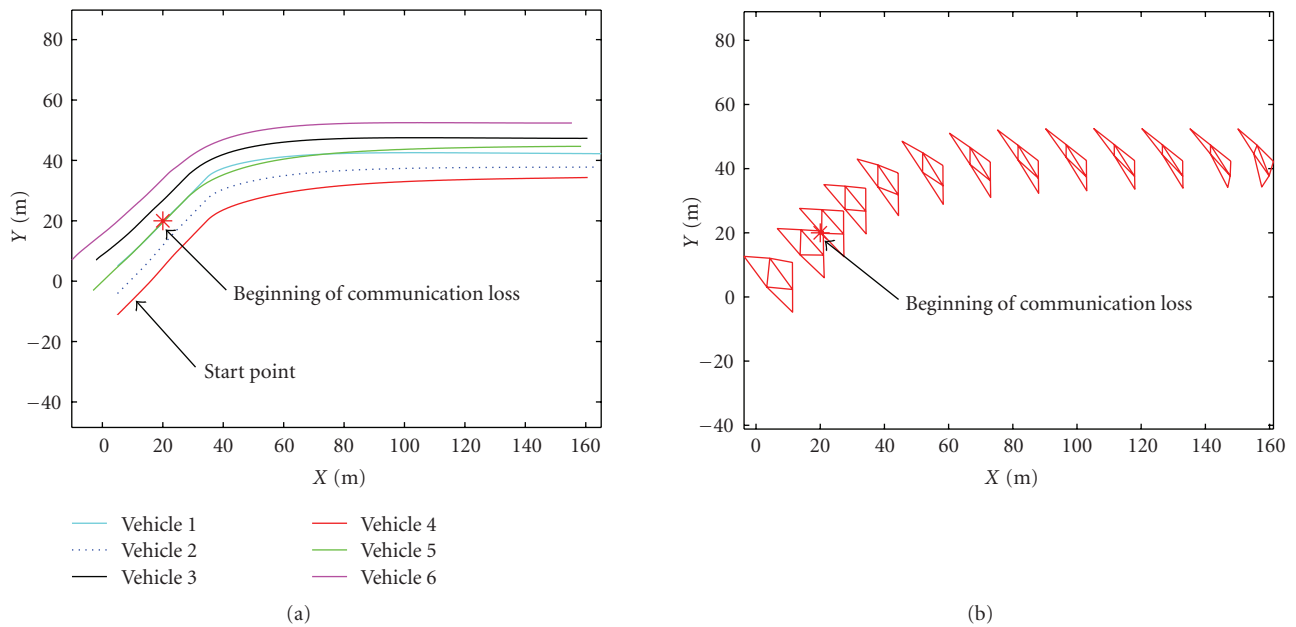 80
60
40
20
0
−20
−40
Y (m)
0 20 40 60 80 100 120 140 160
X (m)
Beginning of communication loss
Start point
Vehicle 1
Vehicle 2
Vehicle 3
Vehicle 4
Vehicle 5
Vehicle 6
(a)
80
60
40
20
0
−20
−40
Y (m)
0 20 40 60 80 100 120 140 160
X (m)
Beginning of communication loss
(b)